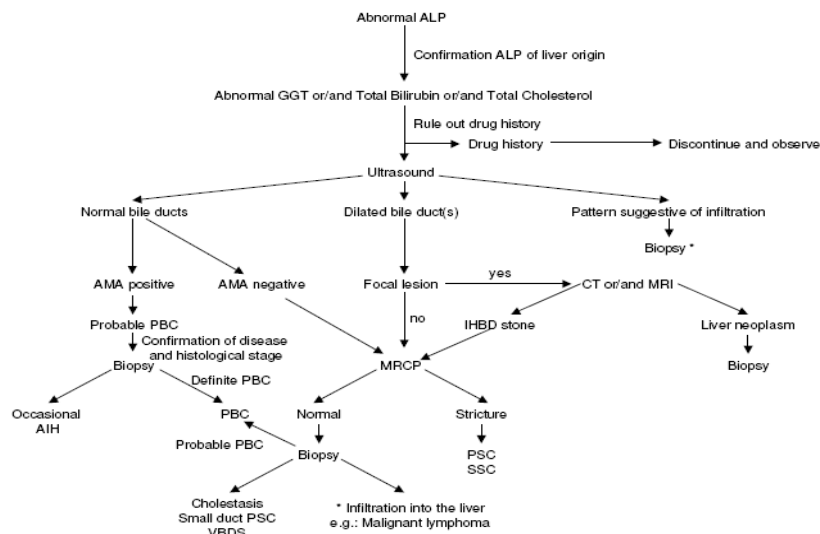 Abnormal ALP
Confirmation ALP of liver origin
Abnormal GGT or/and Total Bilirubin or/and Total Cholesterol
Rule out drug history
Drug history
Discontinue and observe
Ultrasound
Normal bile ducts
Dilated bile duct(s)
Pattern suggestive of infiltration
Biopsy *
yes
AMA positive
AMA negative
Focal lesion
CT or/and MRI
no
Probable PBC
IHBD stone
Liver neoplasm
Confirmation of disease
and histological stage
Biopsy
MRCP
Biopsy
Definite PBC
Occasional
AIH
PBC
Normal
Stricture
Probable PBC
Biopsy
PSC
SSC
Cholestasis
Small duct PSC
VBDS
* Infiltration into the liver
e.g.: Malignant lymphoma